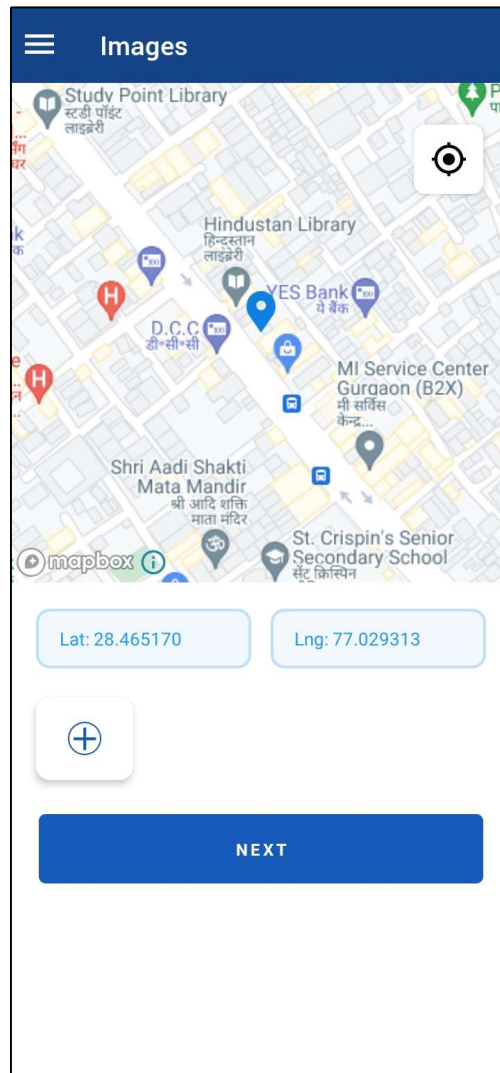 Images
Study Point Library
स्टडी पॉइंट
लाइब्रेरी
P
पा
ग
घर
k
क
Hindustan Library
हिन्दुस्तान
लाइब्रेरी
YES Bank
ये बैंक
D.C.C
डी॰सी॰सी
H
H
e
न
MI Service Center
Gurgaon (B2X)
मी सर्विस
केन्द्र...
Shri Aadi Shakti
Mata Mandir
श्री आदि शक्ति
माता मंदिर
ॐ
St. Crispin's Senior
Secondary School
सेंट क्रिस्पिन
mapbox
i
Lat: 28.465170
Lng: 77.029313
NEXT